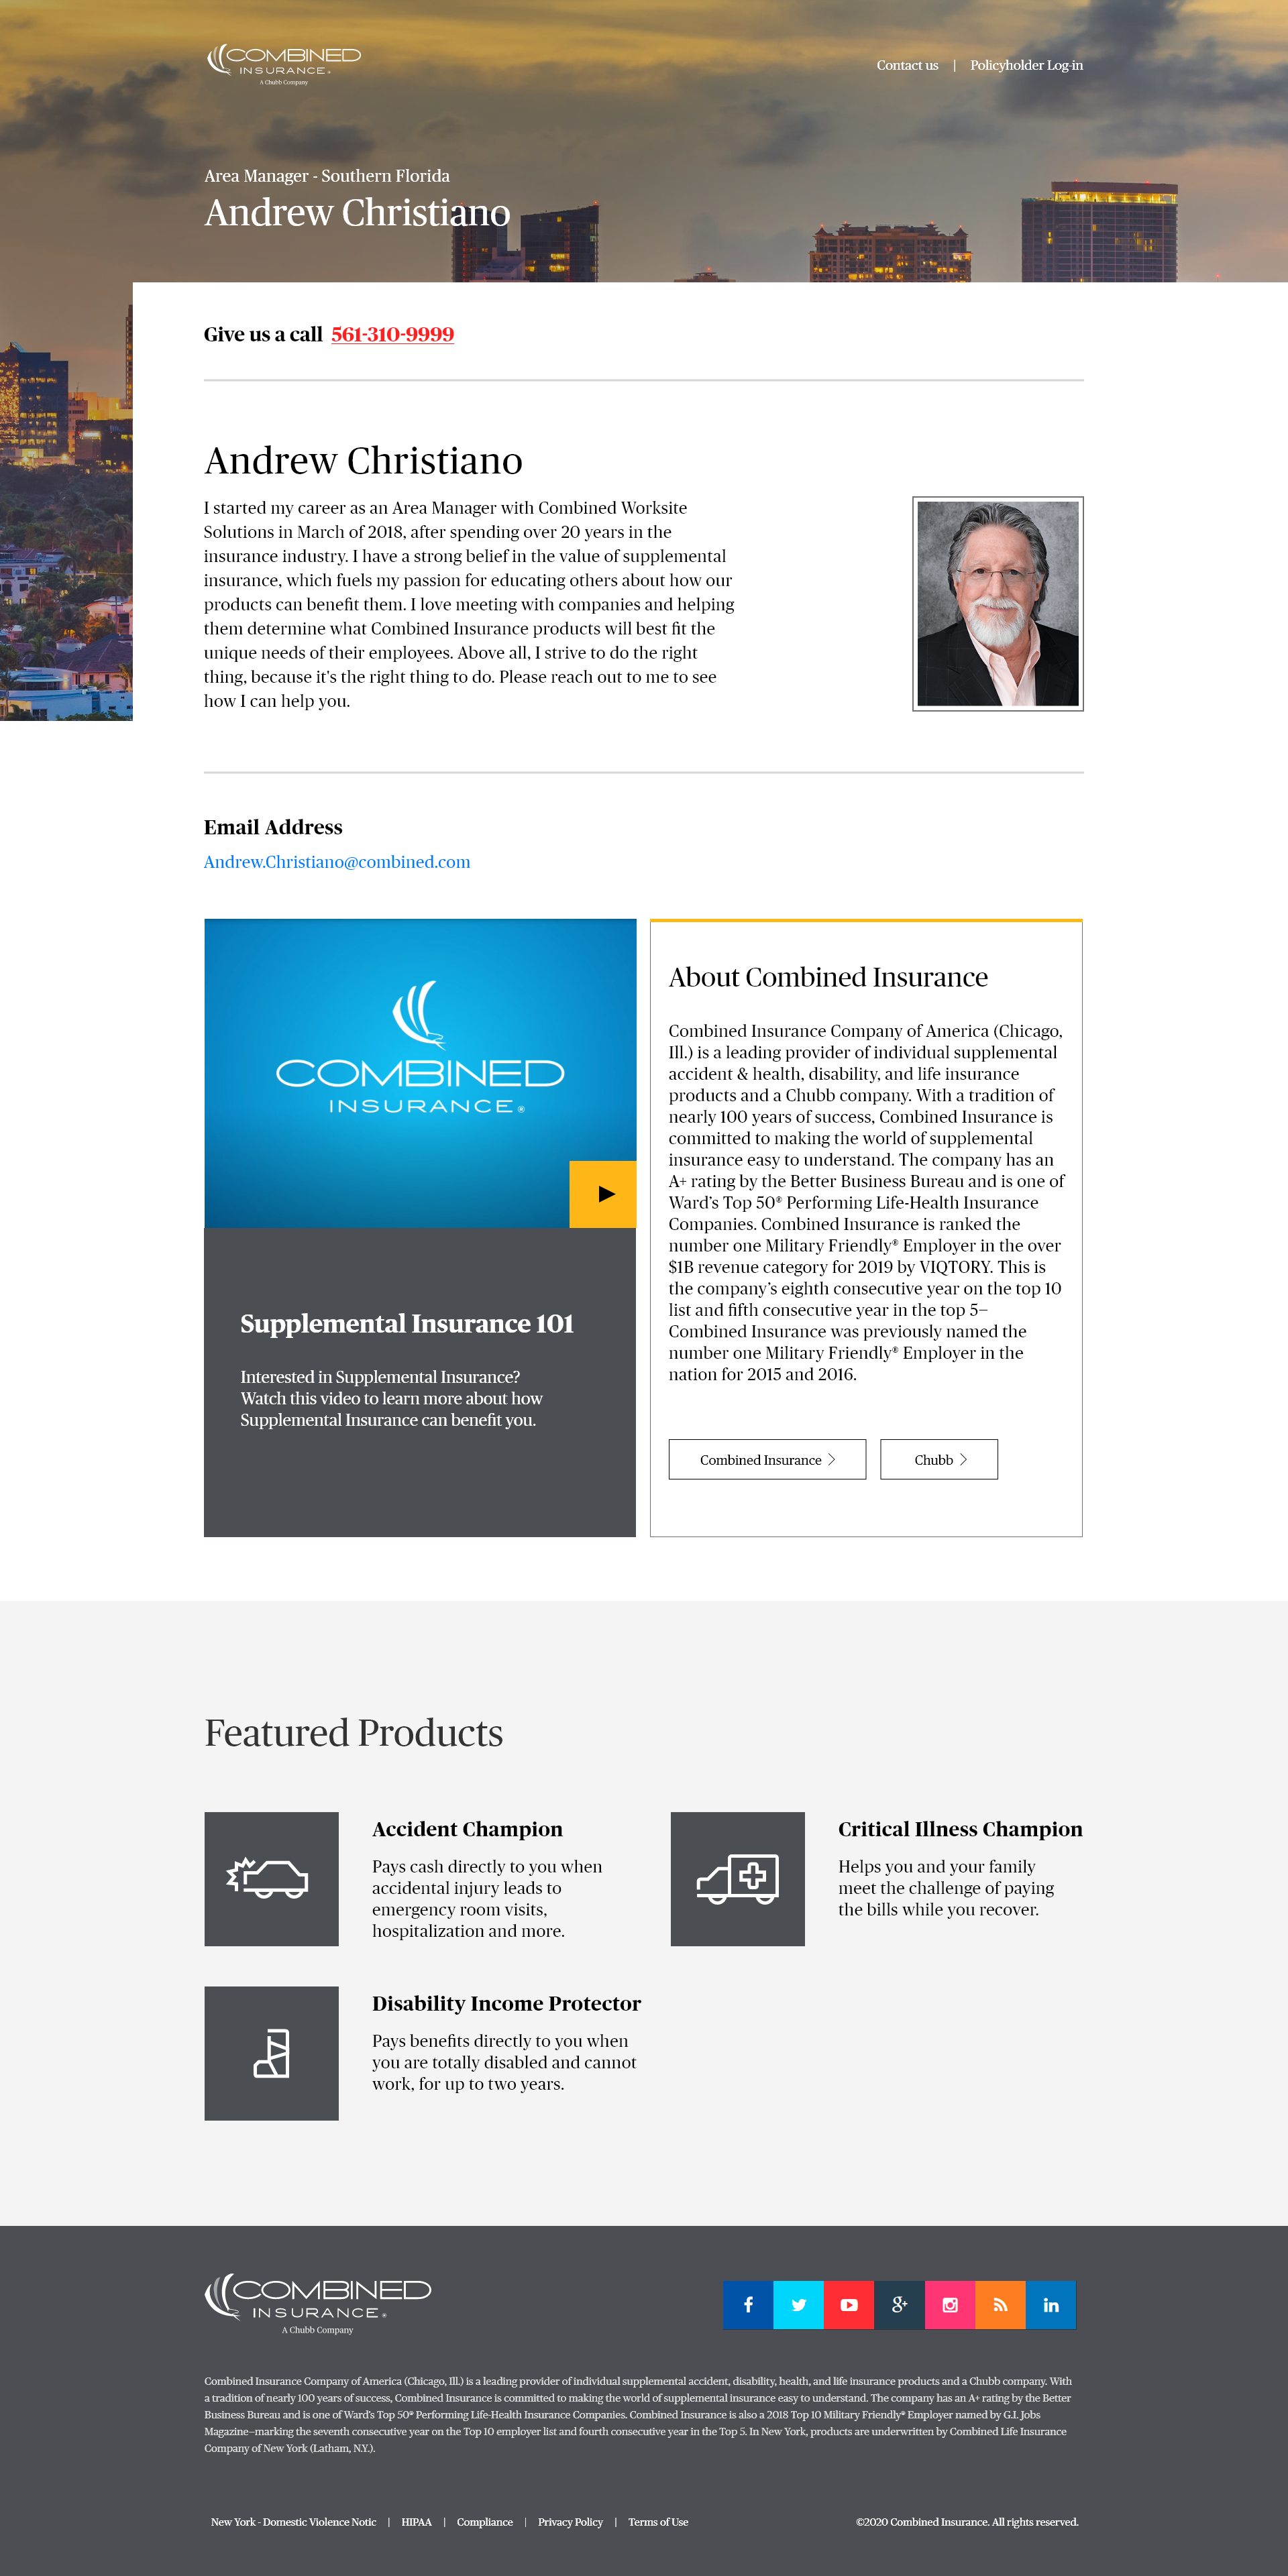 COMBINED
INSURANCE®
A Chubb Company
Contact us | Policyholder Log-in
Area Manager - Southern Florida
Andrew Christiano
Give us a call 561-310-9999
Andrew Christiano
I started my career as an Area Manager with Combined Worksite
Solutions in March of 2018, after spending over 20 years in the
insurance industry. I have a strong belief in the value of supplemental
insurance, which fuels my passion for educating others about how our
products can benefit them. I love meeting with companies and helping
them determine what Combined Insurance products will best fit the
unique needs of their employees. Above all, I strive to do the right
thing, because it's the right thing to do. Please reach out to me to see
how I can help you.
Email Address
Andrew.Christiano@combined.com
COMBINED
INSURANCE®
Supplemental Insurance 101
Interested in Supplemental Insurance?
Watch this video to learn more about how
Supplemental Insurance can benefit you.
About Combined Insurance
Combined Insurance Company of America (Chicago,
Ill.) is a leading provider of individual supplemental
accident & health, disability, and life insurance
products and a Chubb company. With a tradition of
nearly 100 years of success, Combined Insurance is
committed to making the world of supplemental
insurance easy to understand. The company has an
A+ rating by the Better Business Bureau and is one of
Ward’s Top 50® Performing Life-Health Insurance
Companies. Combined Insurance is ranked the
number one Military Friendly® Employer in the over
$1B revenue category for 2019 by VIQTORY. This is
the company’s eighth consecutive year on the top 10
list and fifth consecutive year in the top 5—
Combined Insurance was previously named the
number one Military Friendly® Employer in the
nation for 2015 and 2016.
Combined Insurance
Chubb
Featured Products
Accident Champion
Pays cash directly to you when
accidental injury leads to
emergency room visits,
hospitalization and more.
Critical Illness Champion
Helps you and your family
meet the challenge of paying
the bills while you recover.
Disability Income Protector
Pays benefits directly to you when
you are totally disabled and cannot
work, for up to two years.
COMBINED
INSURANCE®
A Chubb Company
Combined Insurance Company of America (Chicago, Ill.) is a leading provider of individual supplemental accident, disability, health, and life insurance products and a Chubb company. With
a tradition of nearly 100 years of success, Combined Insurance is committed to making the world of supplemental insurance easy to understand. The company has an A+ rating by the Better
Business Bureau and is one of Ward’s Top 50® Performing Life-Health Insurance Companies. Combined Insurance is also a 2018 Top 10 Military Friendly® Employer named by G.I. Jobs
Magazine—marking the seventh consecutive year on the Top 10 employer list and fourth consecutive year in the Top 5. In New York, products are underwritten by Combined Life Insurance
Company of New York (Latham, N.Y.).
New York - Domestic Violence Notic | HIPAA | Compliance | Privacy Policy | Terms of Use
©2020 Combined Insurance. All rights reserved.